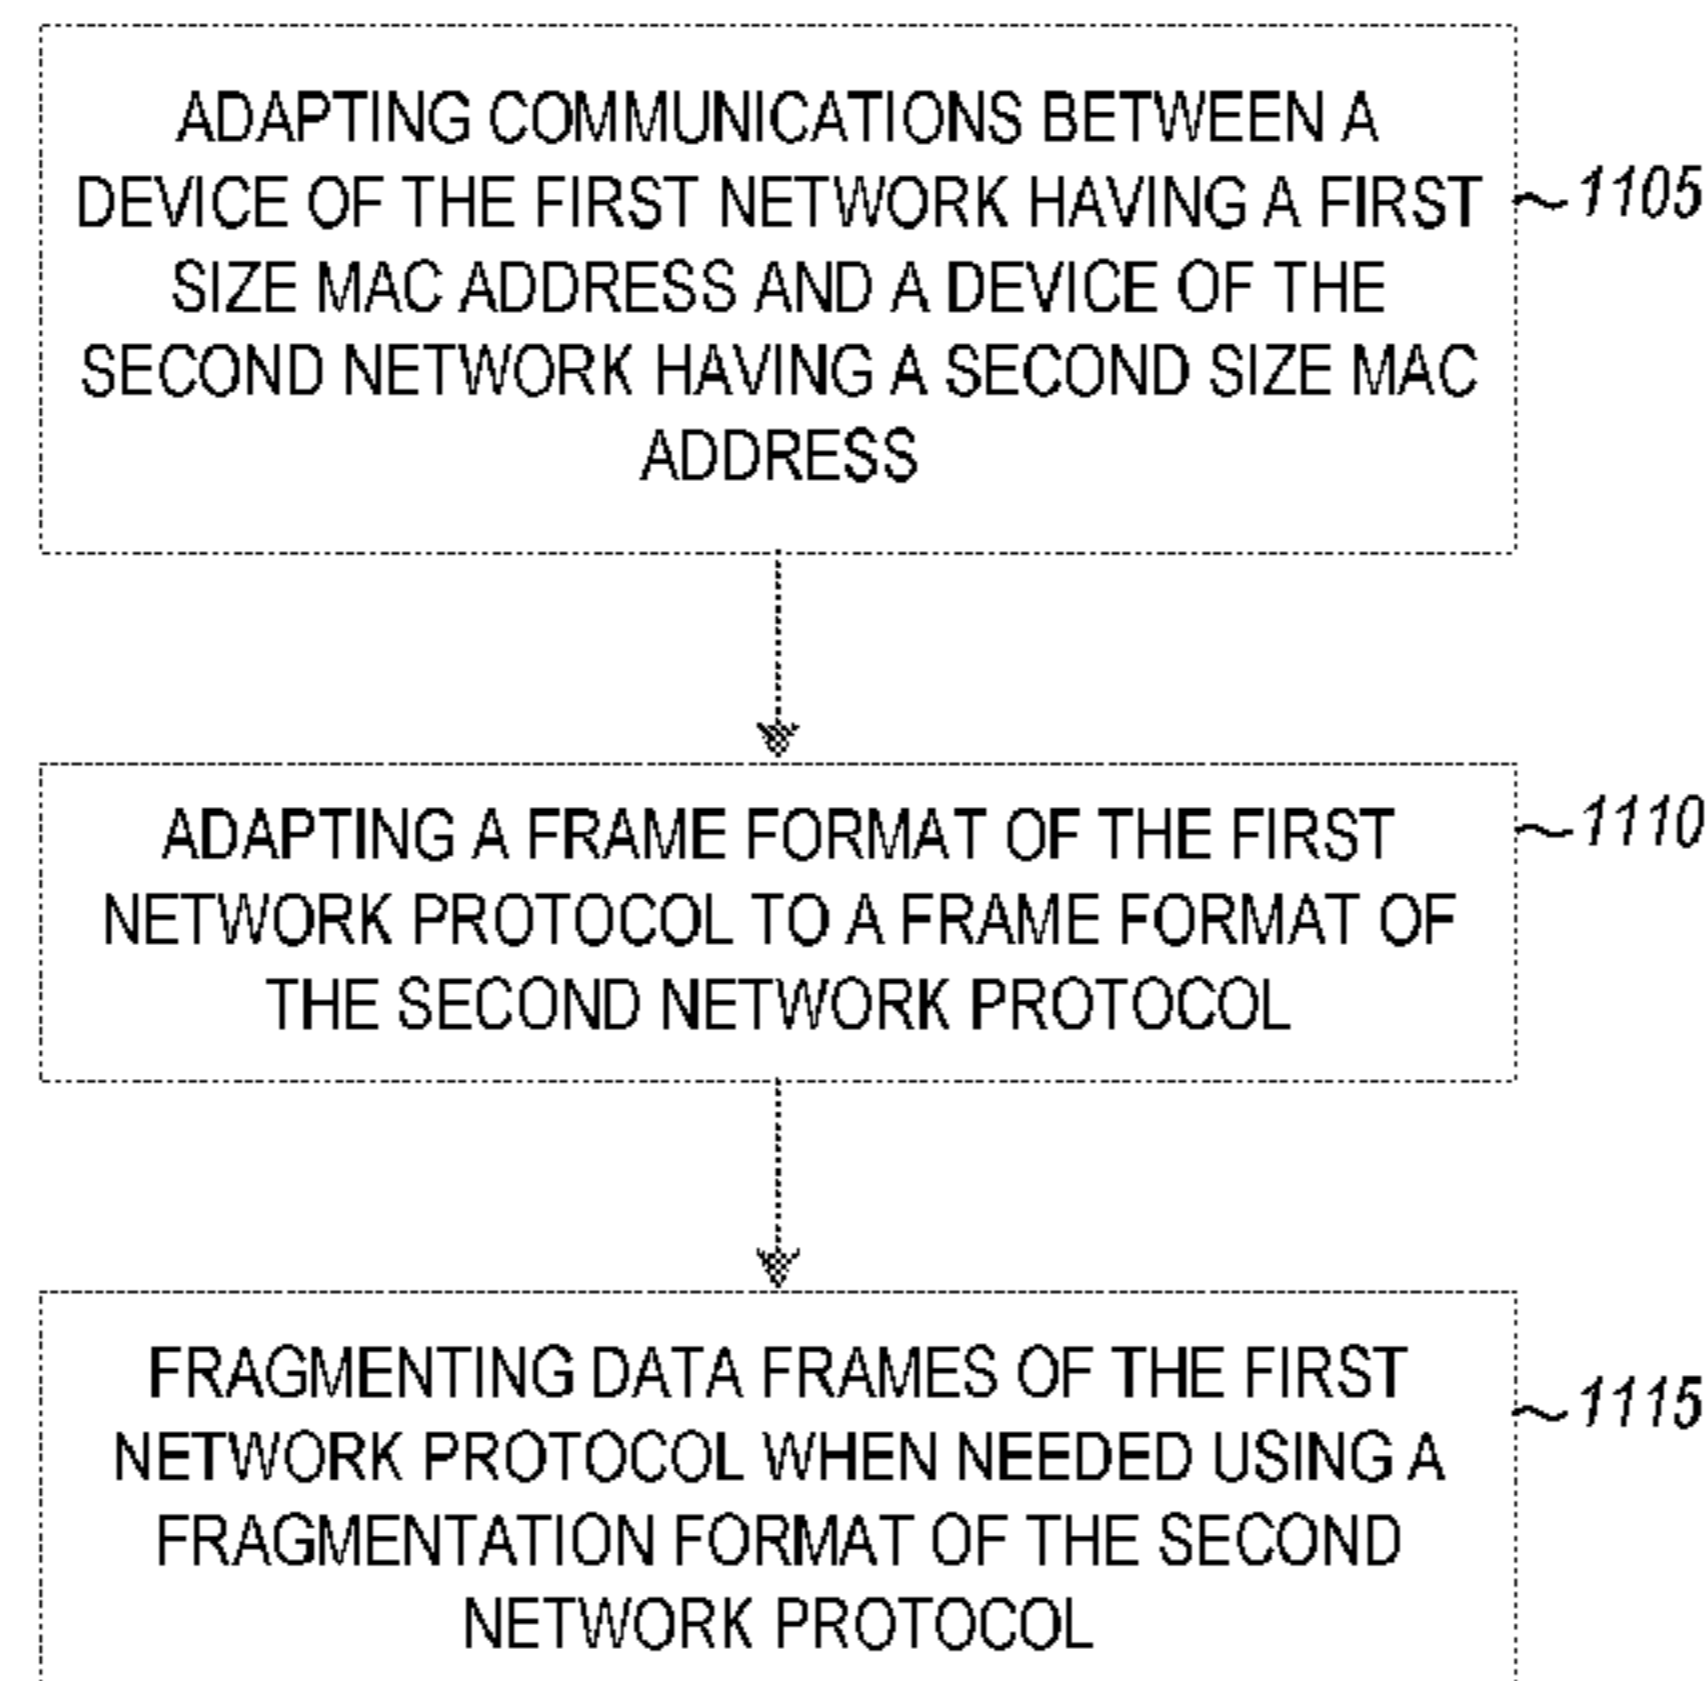 ADAPTING COMMUNICATIONS BETWEEN A
DEVICE OF THE FIRST NETWORK HAVING A FIRST
SIZE MAC ADDRESS AND A DEVICE OF THE
SECOND NETWORK HAVING A SECOND SIZE MAC
ADDRESS
1105
ADAPTING A FRAME FORMAT OF THE FIRST
NETWORK PROTOCOL TO A FRAME FORMAT OF
THE SECOND NETWORK PROTOCOL
1110
FRAGMENTING DATA FRAMES OF THE FIRST
NETWORK PROTOCOL WHEN NEEDED USING A
FRAGMENTATION FORMAT OF THE SECOND
NETWORK PROTOCOL
1115